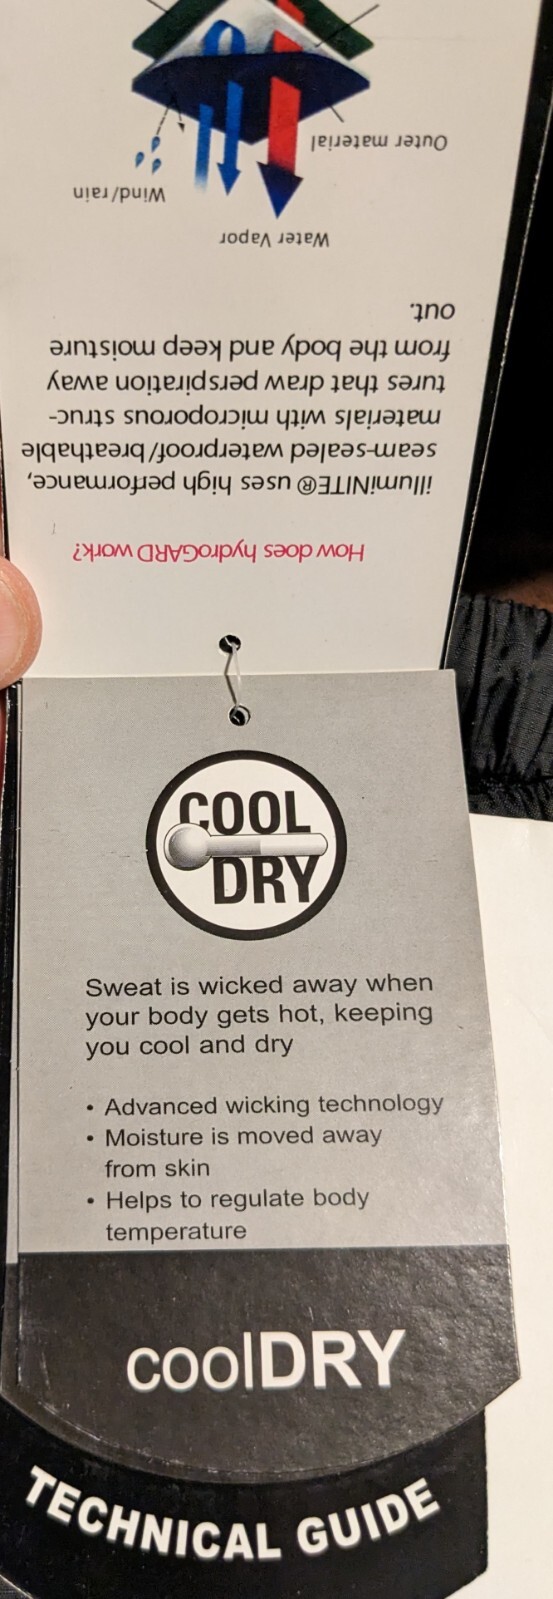 How does hydroGARD work?
illumiNITE® uses high performance,
seam-sealed waterproof/breathable
materials with microporous struc-
tures that draw perspiration away
from the body and keep moisture
out.
Water Vapor
Wind/rain
Outer material
COOL
DRY
Sweat is wicked away when
your body gets hot, keeping
you cool and dry
• Advanced wicking technology
• Moisture is moved away
from skin
• Helps to regulate body
temperature
coolDRY
TECHNICAL GUIDE